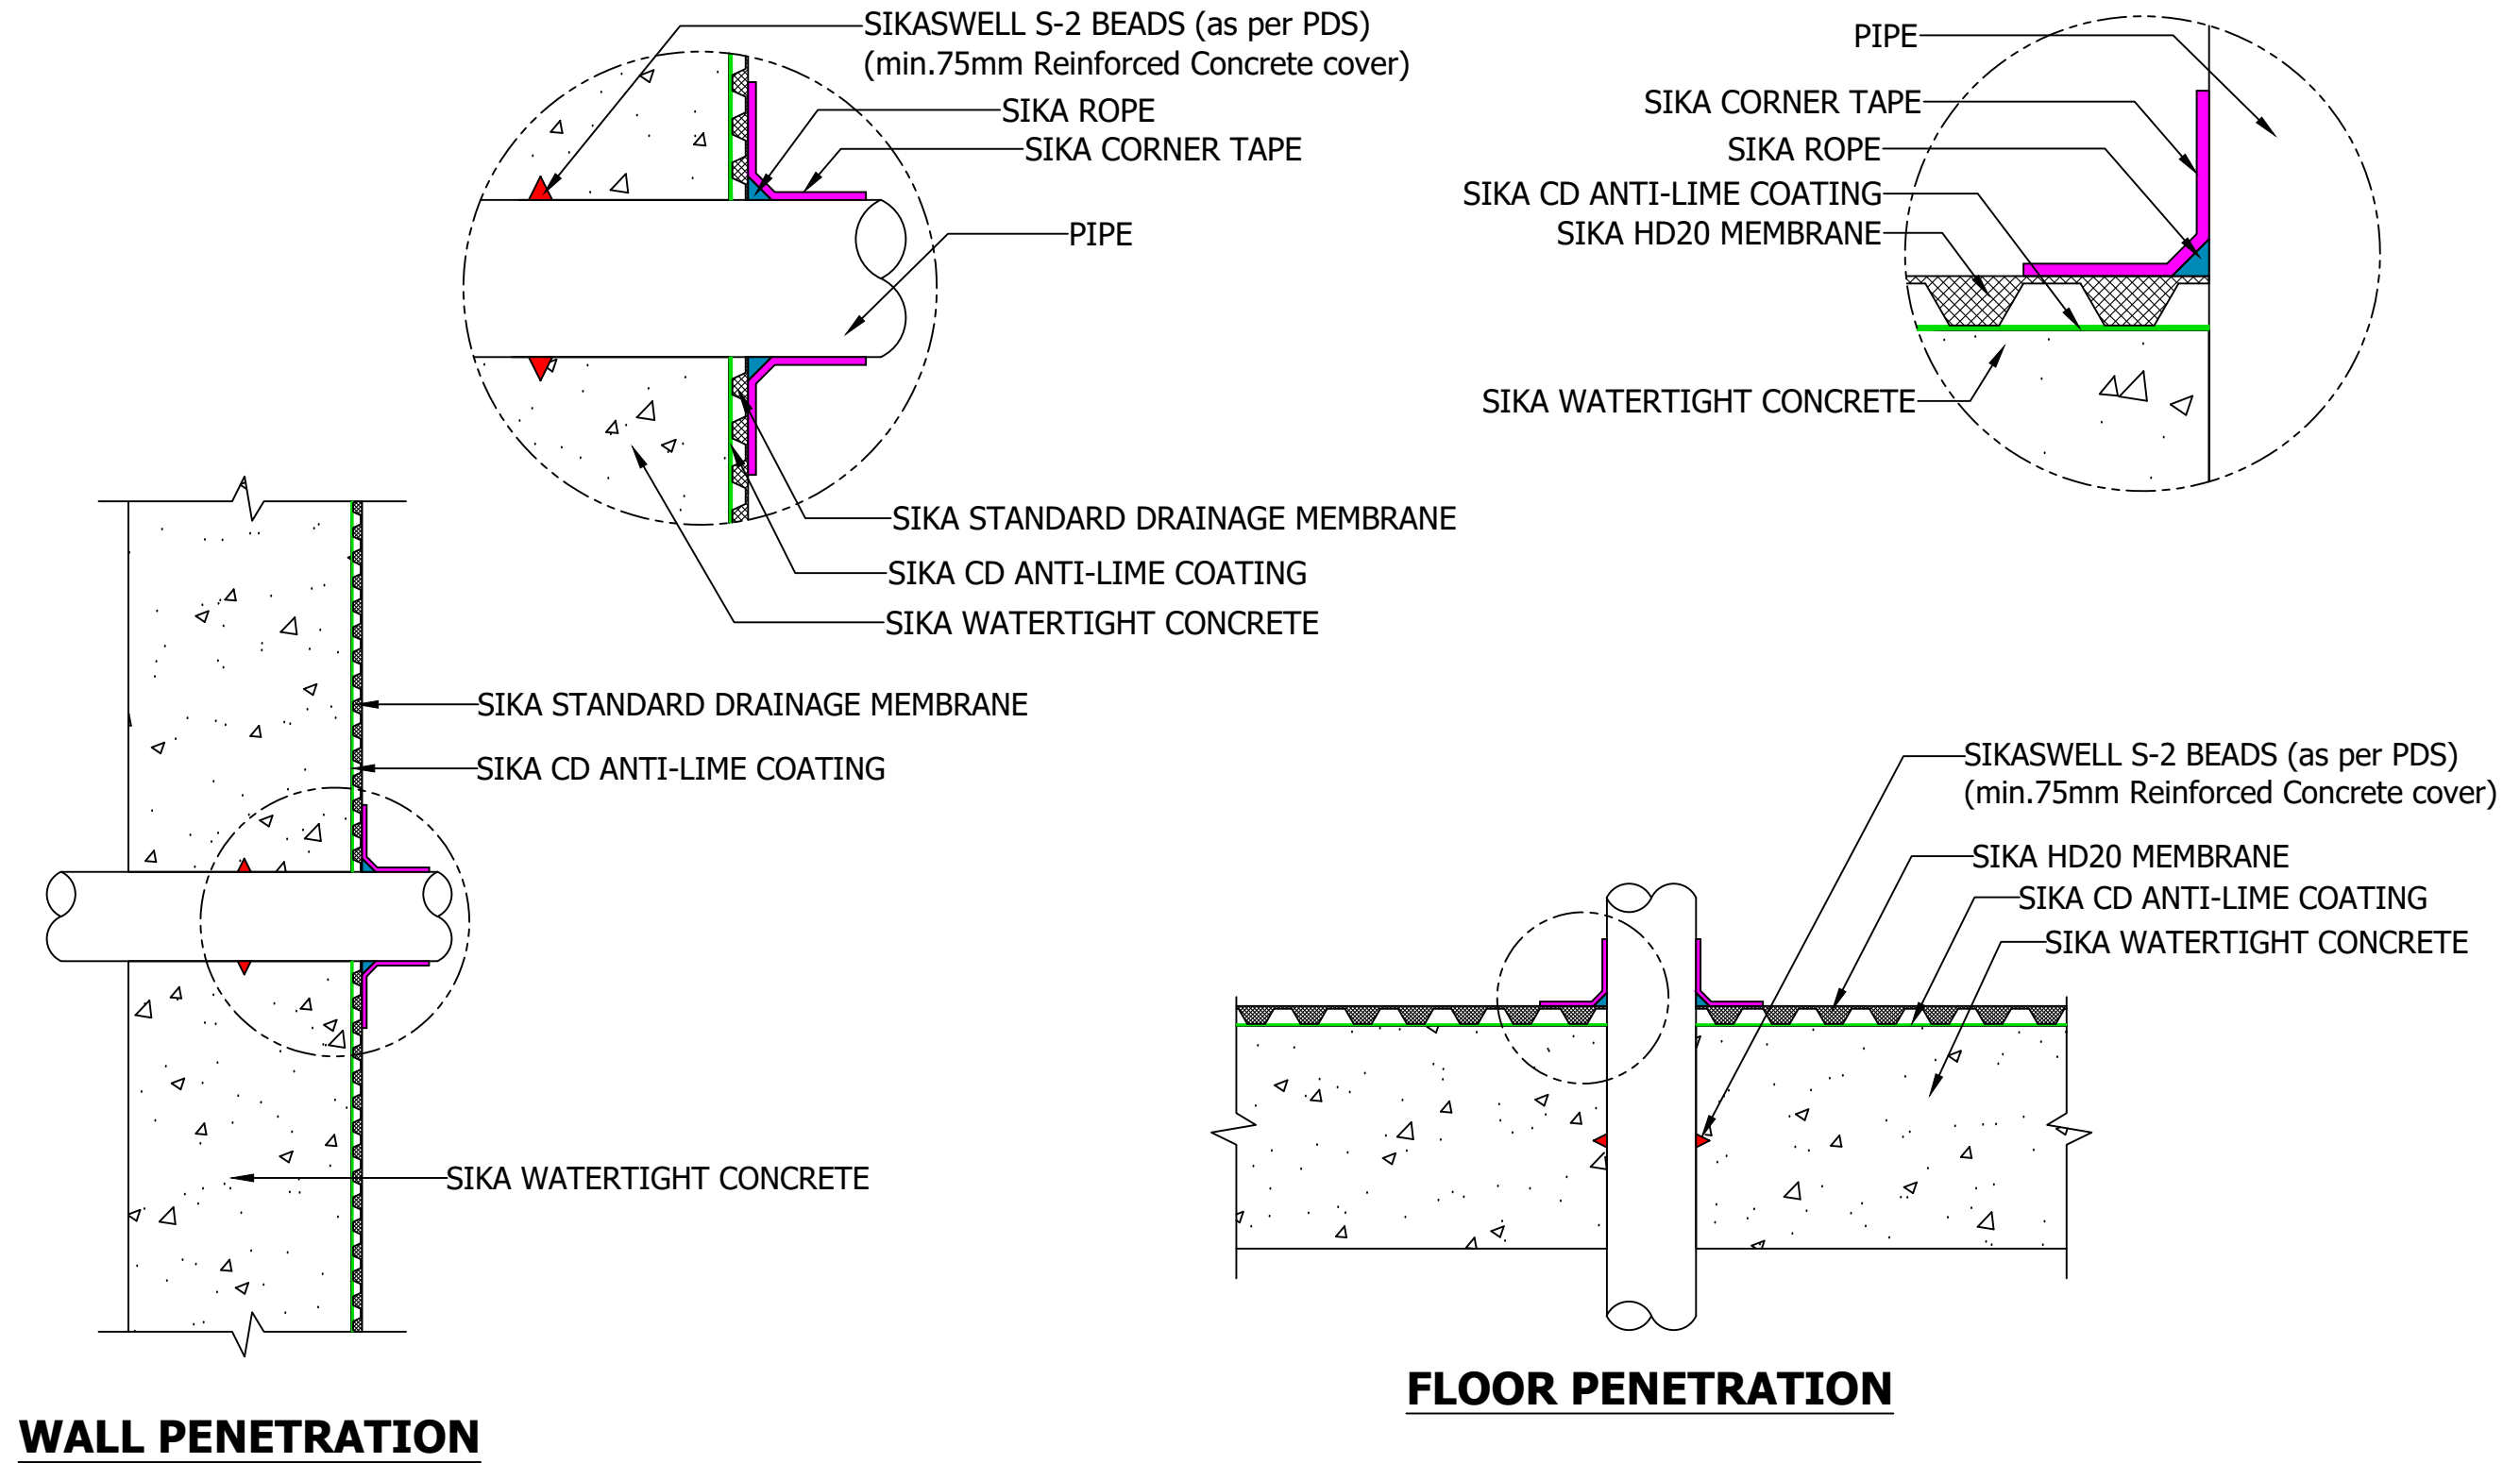 SIKASWELL S-2 BEADS (as per PDS)
(min.75mm Reinforced Concrete cover)
SIKA ROPE
SIKA CORNER TAPE
PIPE
SIKA STANDARD DRAINAGE MEMBRANE
SIKA CD ANTI-LIME COATING
SIKA WATERTIGHT CONCRETE
SIKA STANDARD DRAINAGE MEMBRANE
SIKA CD ANTI-LIME COATING
SIKA WATERTIGHT CONCRETE
WALL PENETRATION
PIPE
SIKA CORNER TAPE
SIKA ROPE
SIKA CD ANTI-LIME COATING
SIKA HD20 MEMBRANE
SIKA WATERTIGHT CONCRETE
SIKASWELL S-2 BEADS (as per PDS)
(min.75mm Reinforced Concrete cover)
SIKA HD20 MEMBRANE
SIKA CD ANTI-LIME COATING
SIKA WATERTIGHT CONCRETE
FLOOR PENETRATION